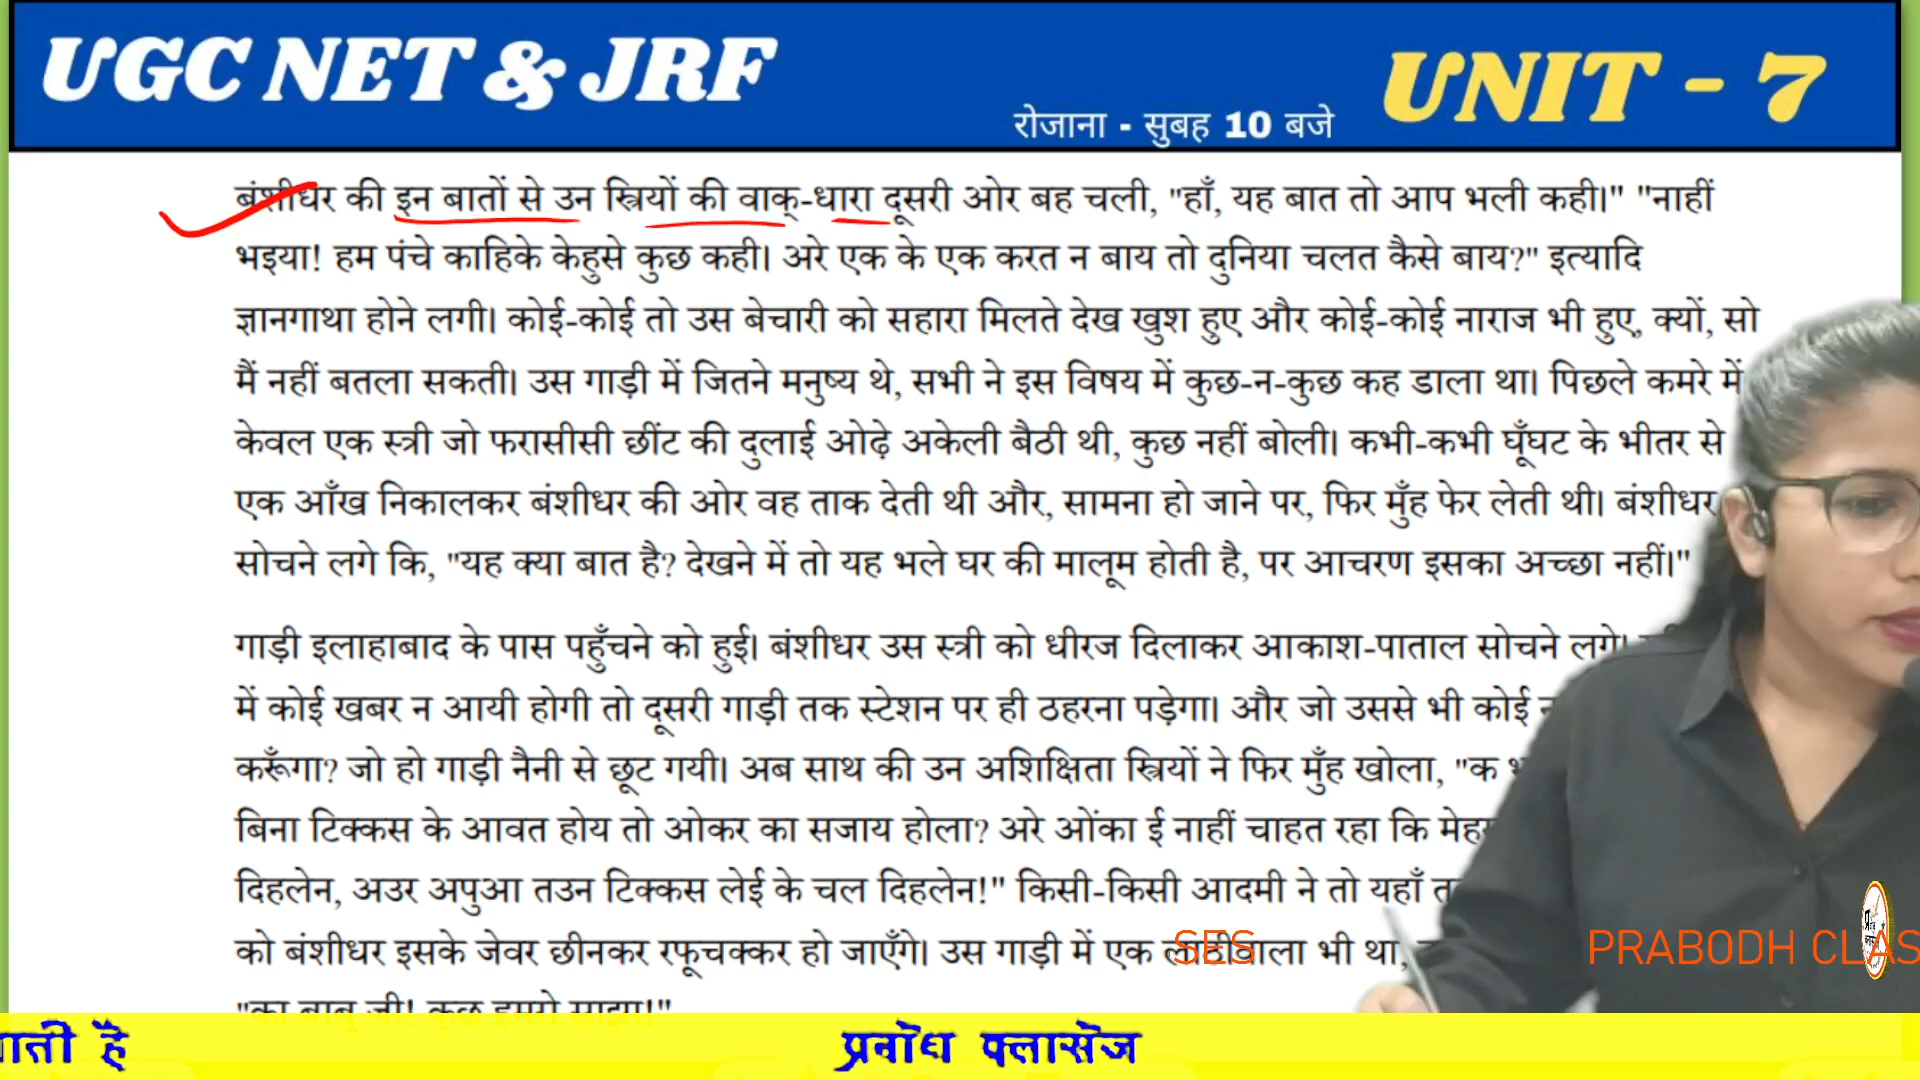 UGC NET & JRF
रोजाना - सुबह 10 बजे
UNIT - 7
बंशीधर की इन बातों से उन स्त्रियों की वाक्-धारा दूसरी ओर बह चली, "हाँ, यह बात तो आप भली कही।" "नाहीं
भइया! हम पंचे काहिके केहुसे कुछ कही। अरे एक के एक करत न बाय तो दुनिया चलत कैसे बाय?" इत्यादि
ज्ञानगाथा होने लगी। कोई-कोई तो उस बेचारी को सहारा मिलते देख खुश हुए और कोई-कोई नाराज भी हुए, क्यों, सो
मैं नहीं बतला सकती। उस गाड़ी में जितने मनुष्य थे, सभी ने इस विषय में कुछ-न-कुछ कह डाला था। पिछले कमरे में
केवल एक स्त्री जो फरासीसी छींट की दुलाई ओढ़े अकेली बैठी थी, कुछ नहीं बोली। कभी-कभी घूँघट के भीतर से
एक आँख निकालकर बंशीधर की ओर वह ताक देती थी और, सामना हो जाने पर, फिर मुँह फेर लेती थी। बंशीधर
सोचने लगे कि, "यह क्या बात है? देखने में तो यह भले घर की मालूम होती है, पर आचरण इसका अच्छा नहीं।"
गाड़ी इलाहाबाद के पास पहुँचने को हुई। बंशीधर उस स्त्री को धीरज दिलाकर आकाश-पाताल सोचने लगे।
में कोई खबर न आयी होगी तो दूसरी गाड़ी तक स्टेशन पर ही ठहरना पड़ेगा। और जो उससे भी कोई
करूँगा? जो हो गाड़ी नैनी से छूट गयी। अब साथ की उन अशिक्षिता स्त्रियों ने फिर मुँह खोला, "क
बिना टिक्कस के आवत होय तो ओकर का सजाय होला? अरे ओंका ई नाहीं चाहत रहा कि
दिहलेन, अउर अपुआ तउन टिक्कस लेई के चल दिहलेन!" किसी-किसी आदमी ने तो यहाँ
को बंशीधर इसके जेवर छीनकर रफूचक्कर हो जाएँगे। उस गाड़ी में एक लाठीवाला भी था,
"का बाबू जी! कुछ हमरो साझा!"
SES
PRABODH CLAS
ाती है
प्रबोध क्लासेज